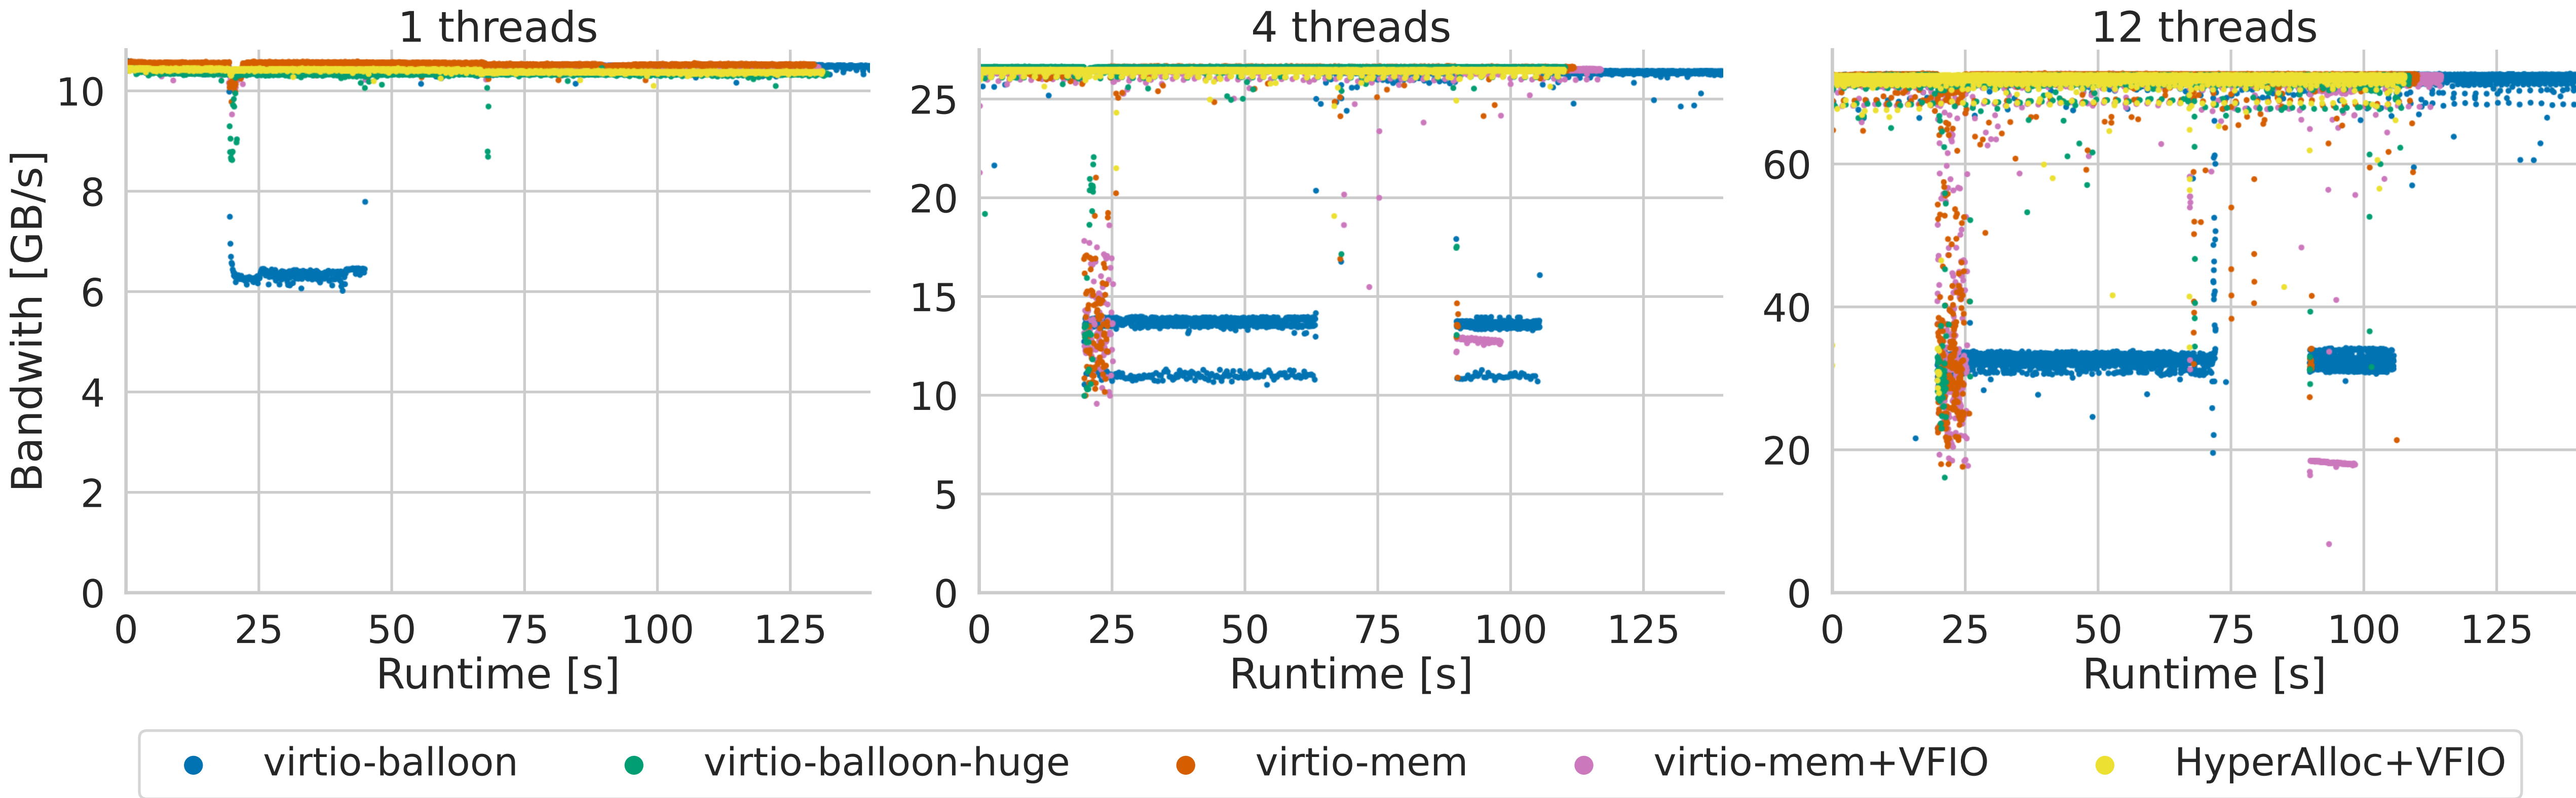 1 threads
4 threads
12 threads
Bandwith [GB/s]
10
8
6
4
2
0
25
20
15
10
5
0
60
40
20
0
0 25 50 75 100 125
0 25 50 75 100 125
0 25 50 75 100 125
Runtime [s]
Runtime [s]
Runtime [s]
virtio-balloon virtio-balloon-huge virtio-mem virtio-mem+VFIO HyperAlloc+VFIO